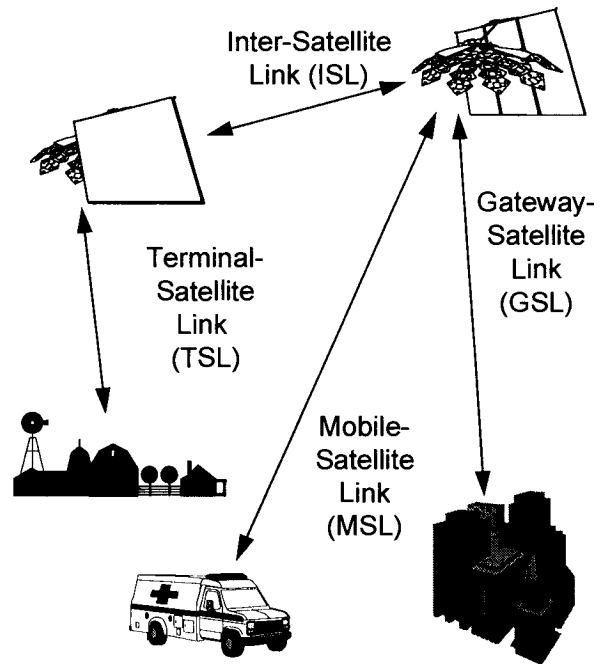 Inter-Satellite
Link (ISL)
Gateway-
Satellite
Link
(GSL)
Terminal-
Satellite
Link
(TSL)
Mobile-
Satellite
Link
(MSL)